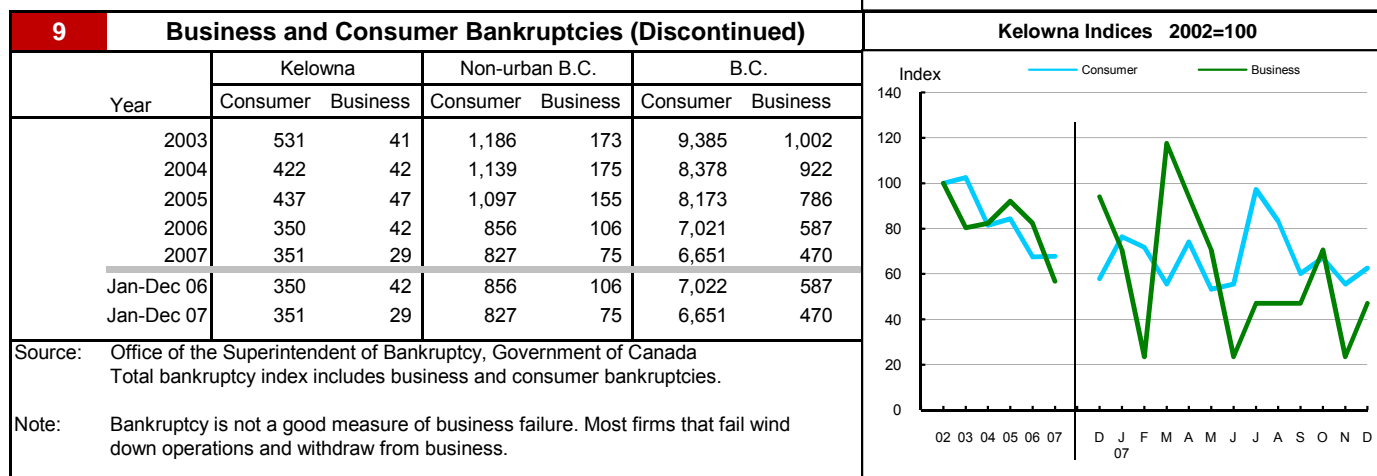 9 Business and Consumer Bankruptcies (Discontinued)
Kelowna Non-urban B.C. B.C.
Year Consumer Business Consumer Business Consumer Business
2003 531 41 1,186 173 9,385 1,002
2004 422 42 1,139 175 8,378 922
2005 437 47 1,097 155 8,173 786
2006 350 42 856 106 7,021 587
2007 351 29 827 75 6,651 470
Jan-Dec 06 350 42 856 106 7,022 587
Jan-Dec 07 351 29 827 75 6,651 470
Source: Office of the Superintendent of Bankruptcy, Government of Canada
Total bankruptcy index includes business and consumer bankruptcies.
Note: Bankruptcy is not a good measure of business failure. Most firms that fail wind
down operations and withdraw from business.
Kelowna Indices 2002=100
Index Consumer Business
140
120
100
80
60
40
20
0
02 03 04 05 06 07 D J F M A M J J A S O N D
07